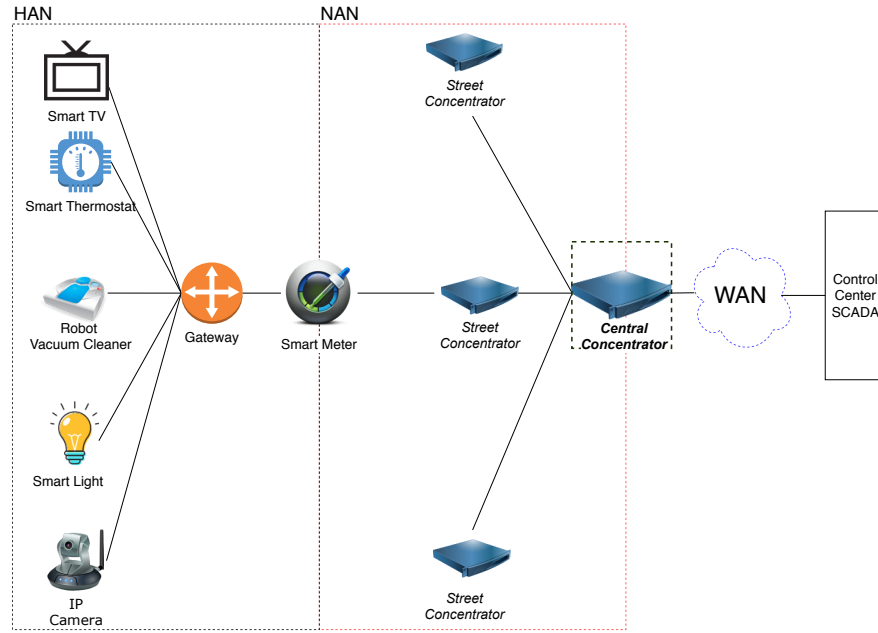 HAN
NAN
Smart TV
Street
Concentrator
Smart Thermostat
Robot
Vacuum Cleaner
Gateway
Smart Meter
Street
Concentrator
Central
Concentrator
WAN
Control
Center
SCADA
Smart Light
IP
Camera
Street
Concentrator